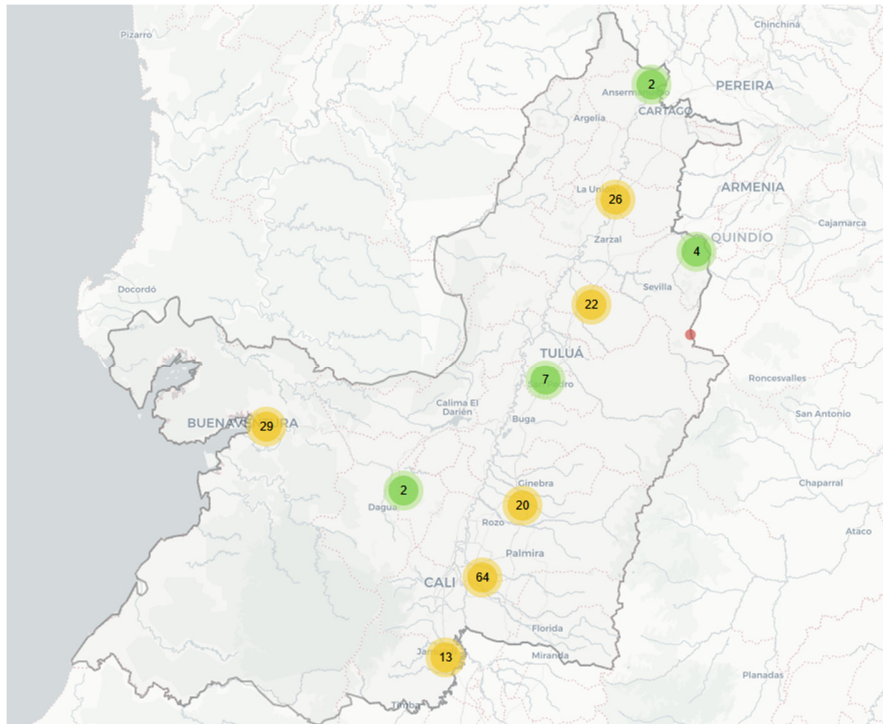 Chinchiná
Pizarro
2
PEREIRA
CARTAGO
Argelia
ARMENIA
26
Cajamarca
Zarzal
QUINDÍO
4
Sevilla
Docordó
22
TULUÁ
Roncesvalles
7
Calima El
Darién
San Antonio
Buga
29
Ginebra
Chaparral
2
Dagua
20
Rozo
Ataco
Palmira
64
CALI
Florida
Miranda
13
Planadas